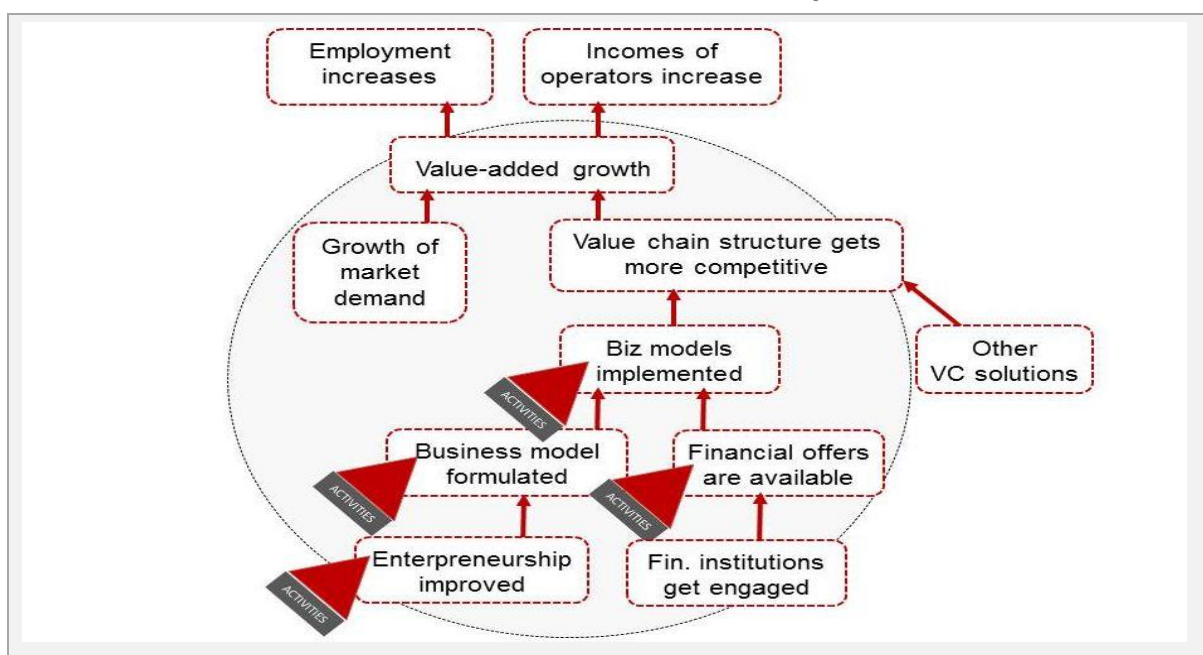 Employment
increases
Incomes of
operators increase
Value-added growth
Growth of
market
demand
Value chain structure gets
more competitive
Biz models
implemented
Other
VC solutions
ACTIVITIES
Business model
formulated
Financial offers
are available
ACTIVITIES
ACTIVITIES
Enterpreneurship
improved
Fin. institutions
get engaged
ACTIVITIES